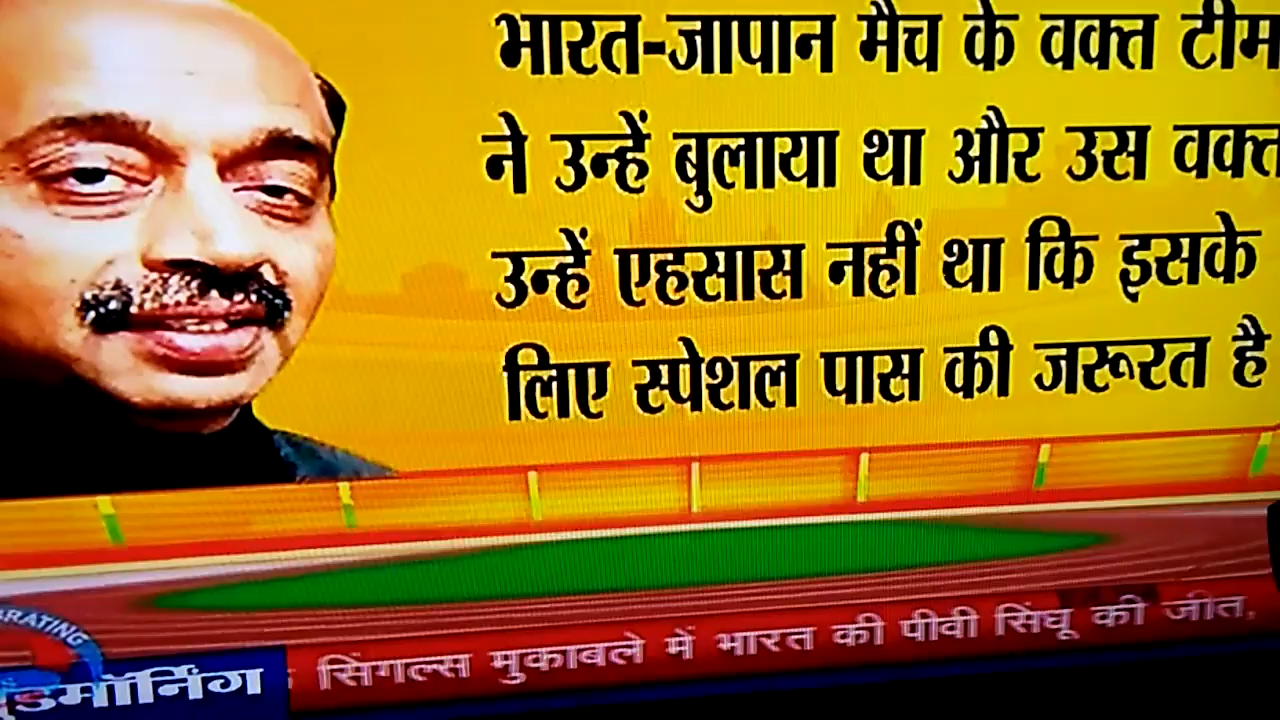 भारत-जापान मैच के वक्त टीम
ने उन्हें बुलाया था और उस वक्त
उन्हें एहसास नहीं था कि इसके
लिए स्पेशल पास की जरूरत है
सिंगल्स मुकाबले में भारत की पीवी सिंधू की जीत,